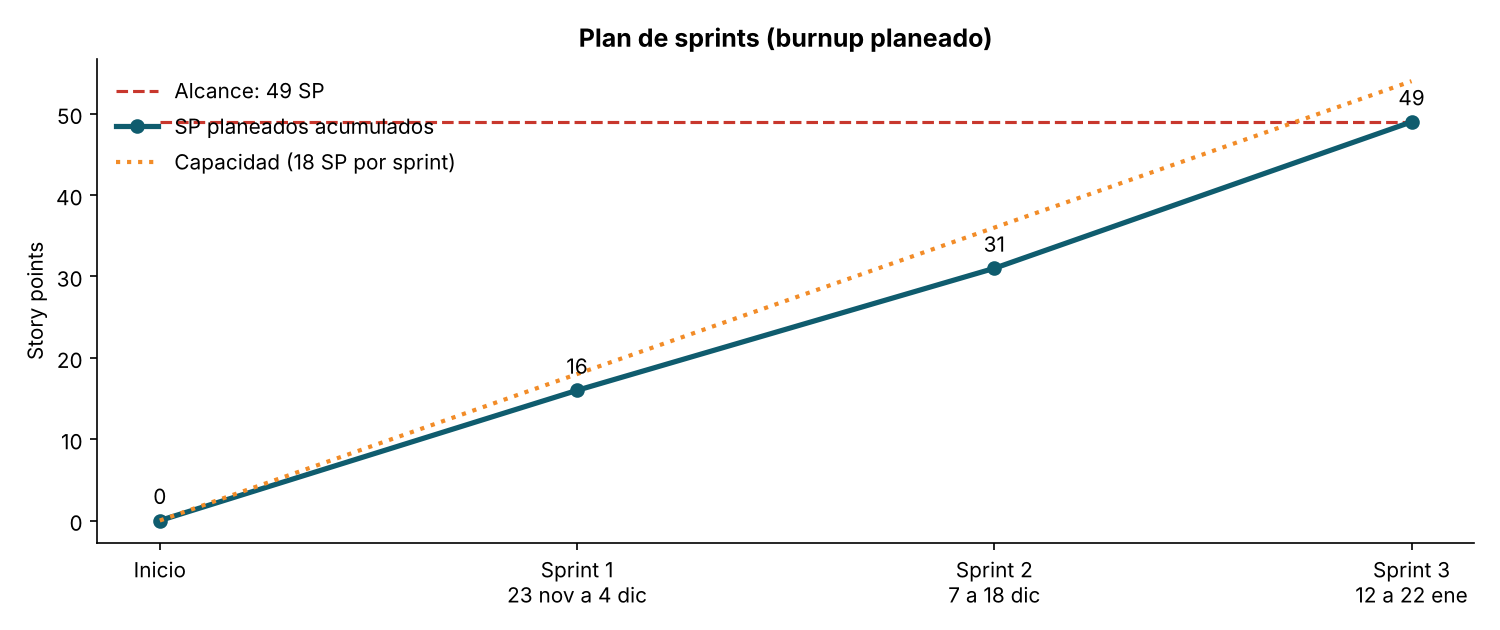 Plan de sprints (burnup planeado)
Alcance: 49 SP
SP planeados acumulados
Capacidad (18 SP por sprint)
Story points
50
40
30
20
10
0
0
16
31
49
Inicio
Sprint 1
23 nov a 4 dic
Sprint 2
7 a 18 dic
Sprint 3
12 a 22 ene